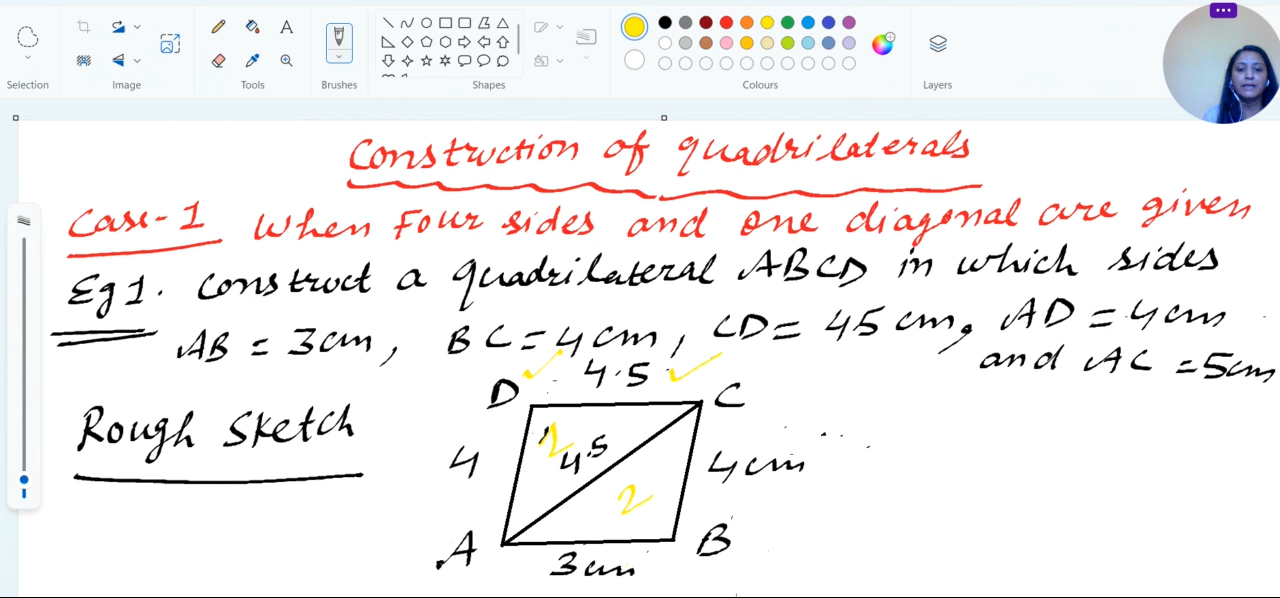 A
Selection
Image
Tools
Brushes
Shapes
Colours
Layers
Construction of quadrilaterals
Case-1 When Four sides and one diagonal are given
Eg 1. Construct a quadrilateral ABCD in which sides
AB = 3cm, BC = 4cm, CD = 45 cm, AD = 4cm
and AC = 5cm
Rough Sketch
D 4.5 C
2 4.5
4 4cm
2
A B
3cm